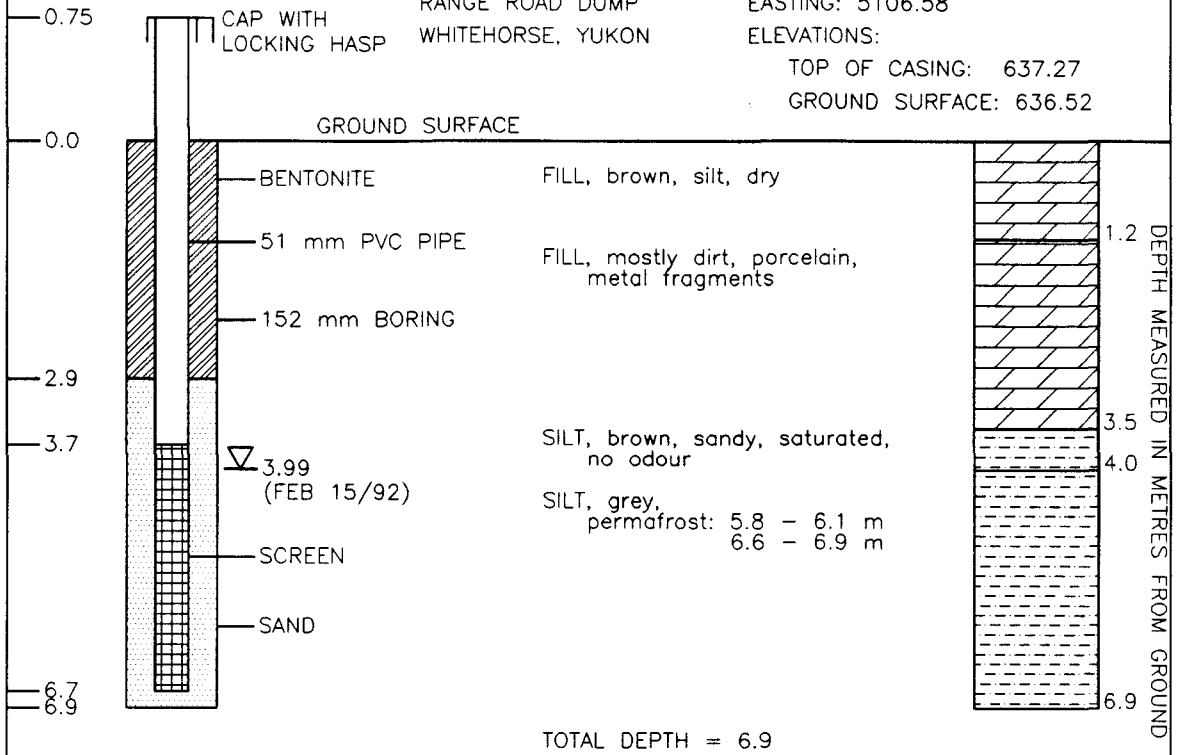 RANGE ROAD DUMP
WHITEHORSE, YUKON
EASTING: 5106.58
ELEVATIONS:
TOP OF CASING: 637.27
GROUND SURFACE: 636.52
0.75
CAP WITH
LOCKING HASP
GROUND SURFACE
0.0
BENTONITE
51 mm PVC PIPE
152 mm BORING
2.9
3.7
3.99
(FEB 15/92)
SCREEN
SAND
6.7
6.9
FILL, brown, silt, dry
FILL, mostly dirt, porcelain,
metal fragments
SILT, brown, sandy, saturated,
no odour
SILT, grey,
permafrost: 5.8 - 6.1 m
6.6 - 6.9 m
TOTAL DEPTH = 6.9
1.2
3.5
4.0
6.9
DEPTH MEASURED IN METRES FROM GROUND